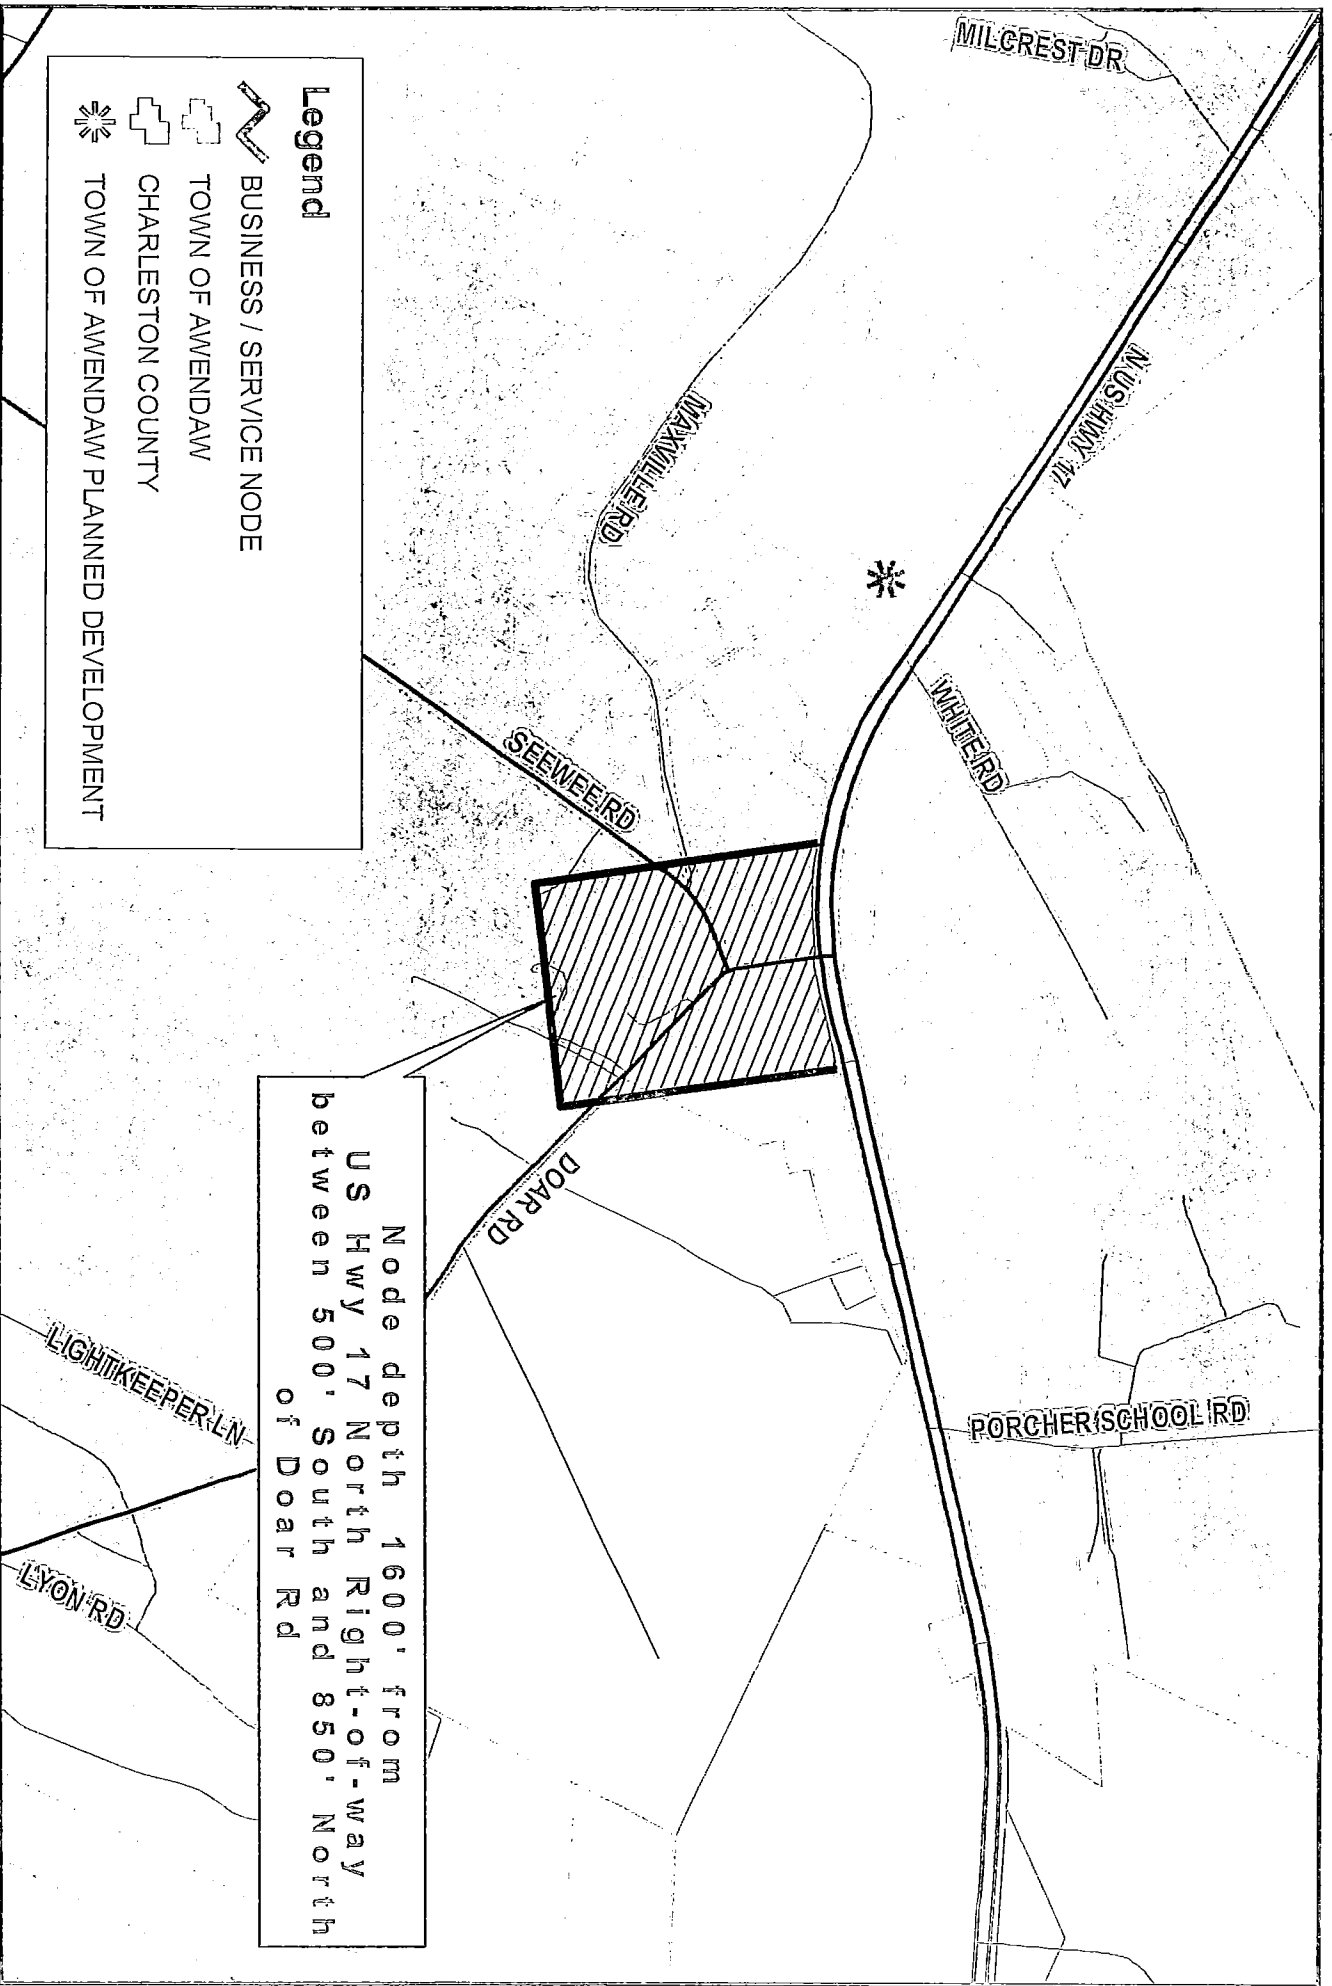 MILCREST DR
N US HWY 17
MAXVILLE RD
WHITE RD
SEEWEE RD
DOAR RD
PORCHER SCHOOL RD
LIGHTKEEPER LN
LYON RD
Legend
BUSINESS / SERVICE NODE
TOWN OF AWENDAW
CHARLESTON COUNTY
TOWN OF AWENDAW PLANNED DEVELOPMENT
Node depth 1600' from
US Hwy 17 North Right-of-way
between 500' South and 850' North
of Doar Rd